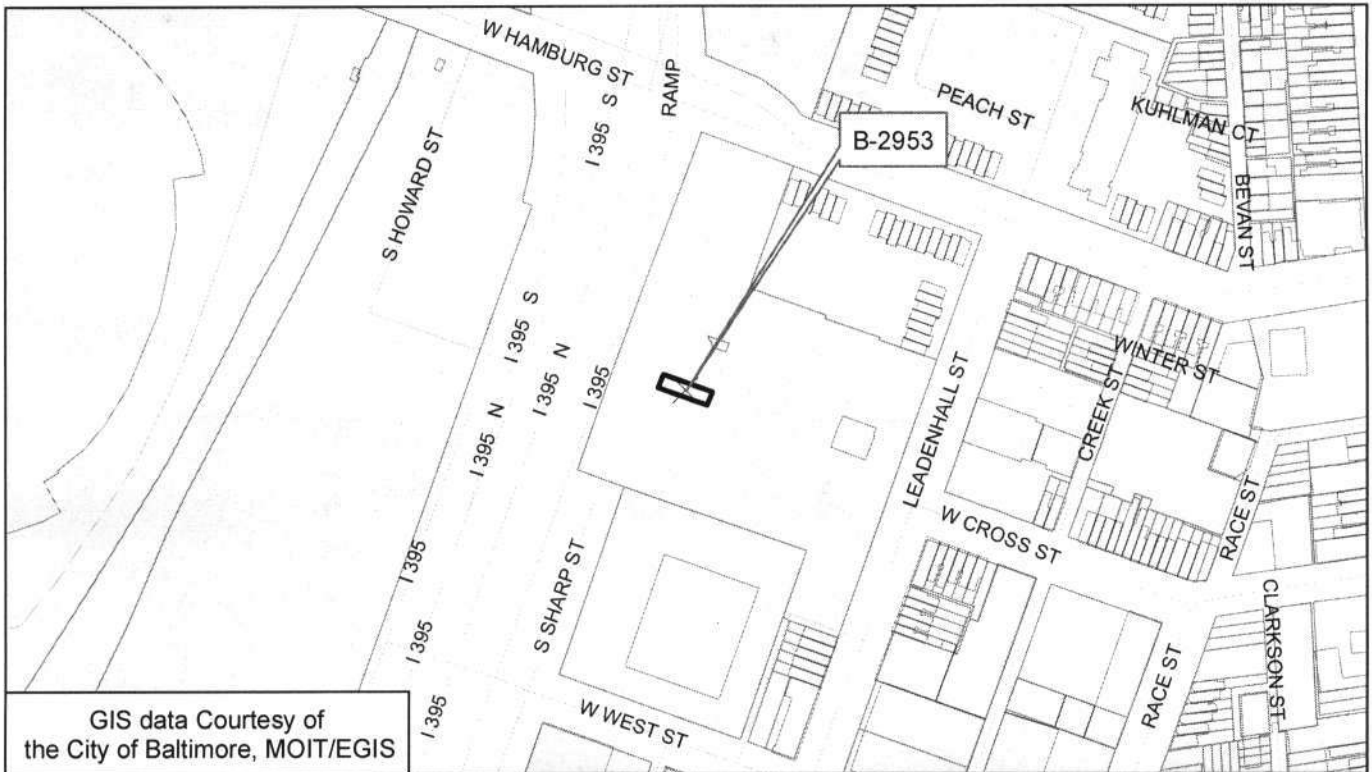 W HAMBURG ST
RAMP
I 395 S
S HOWARD ST
PEACH ST
KUHLMAN CT
B-2953
BEVAN ST
I 395 N
I 395 S
I 395 N
I 395
WINTER ST
CREEK ST
LEADENHALL ST
W CROSS ST
RACE ST
I 395
S SHARP ST
CLARKSON ST
I 395
RACE ST
I 395
W WEST ST
GIS data Courtesy of
the City of Baltimore, MOIT/EGIS